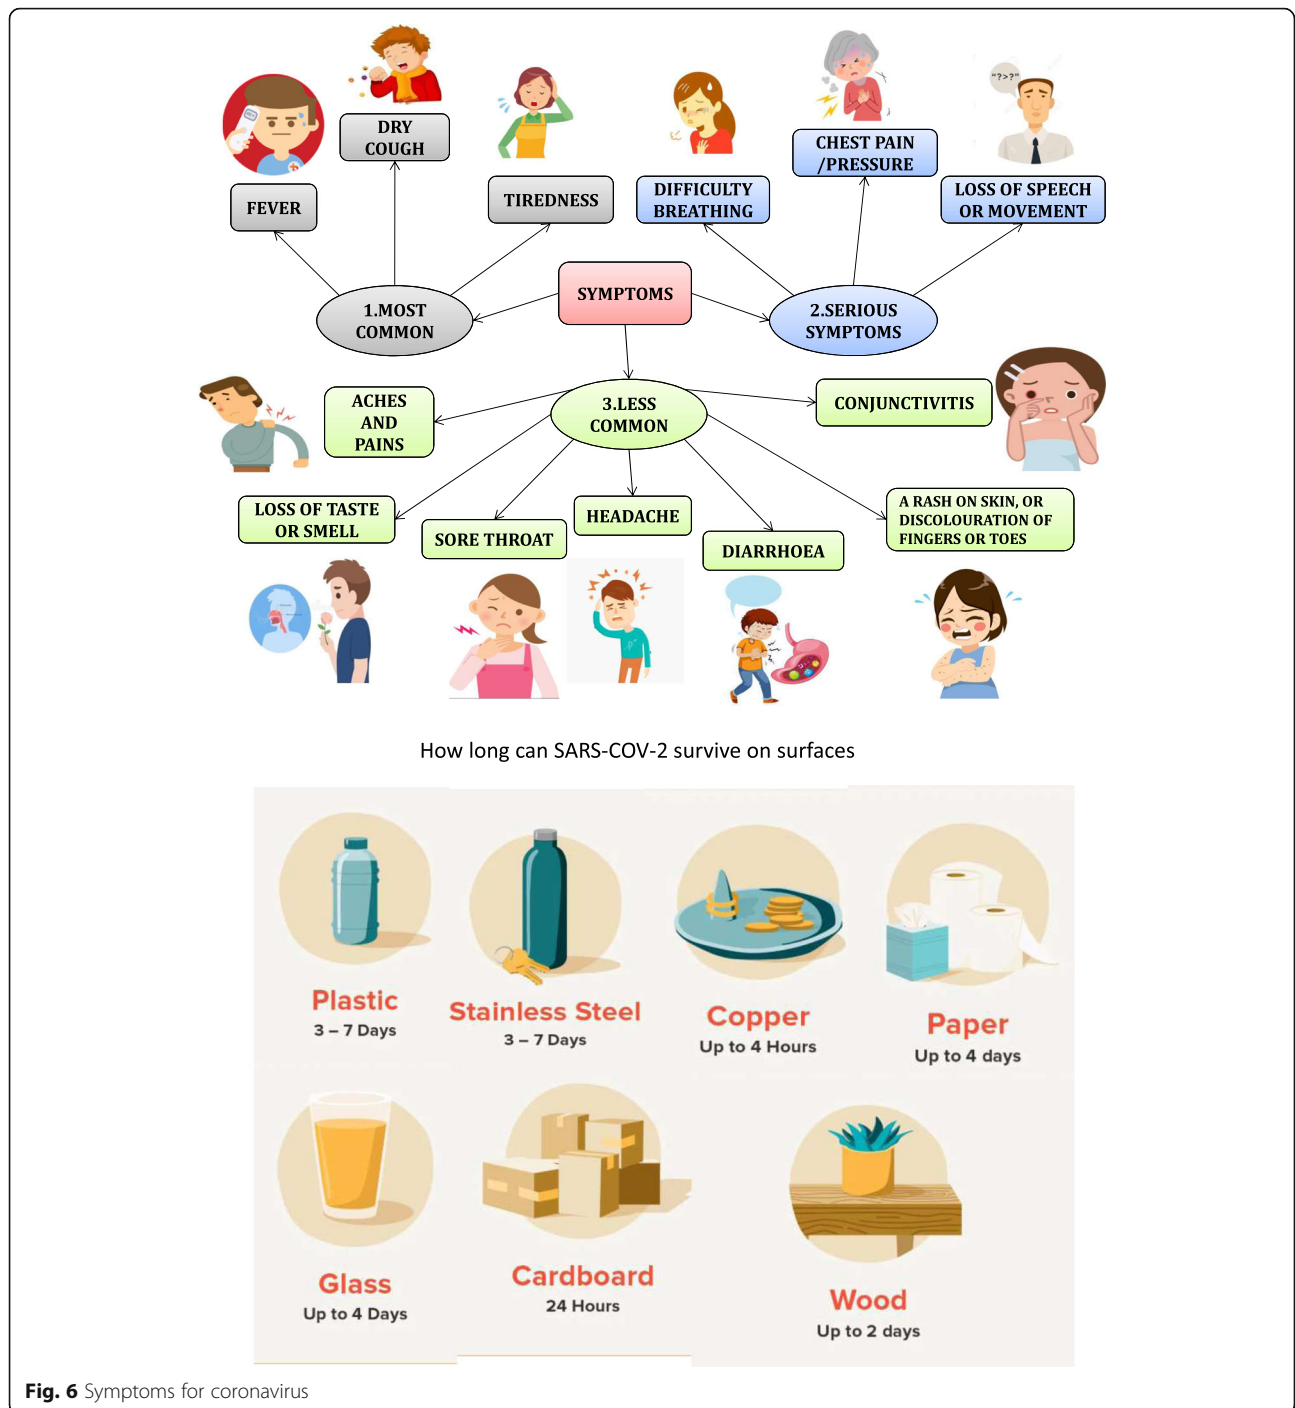 "?>?"
DRY
COUGH
CHEST PAIN
/PRESSURE
FEVER
TIREDNESS
DIFFICULTY
BREATHING
LOSS OF SPEECH
OR MOVEMENT
SYMPTOMS
1.MOST
COMMON
2.SERIOUS
SYMPTOMS
3.LESS
COMMON
ACHES
AND
PAINS
CONJUNCTIVITIS
LOSS OF TASTE
OR SMELL
SORE THROAT
HEADACHE
DIARRHOEA
A RASH ON SKIN, OR
DISCOLOURATION OF
FINGERS OR TOES
How long can SARS-COV-2 survive on surfaces
Plastic
3 – 7 Days
Stainless Steel
3 – 7 Days
Copper
Up to 4 Hours
Paper
Up to 4 days
Glass
Up to 4 Days
Cardboard
24 Hours
Wood
Up to 2 days
Fig. 6 Symptoms for coronavirus